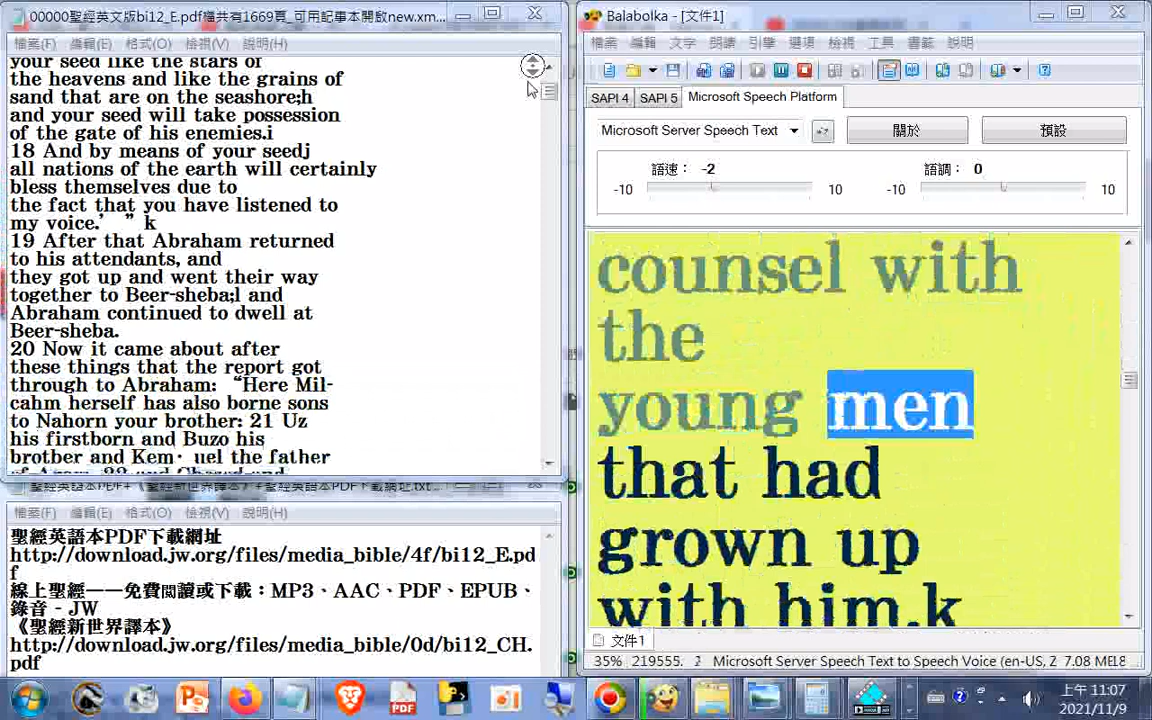 00000聖經英文版bi12_E.pdf檔共有1669頁_可用記事本開啟new.xm...
檔案(F) 編輯(E) 格式(O) 檢視(V) 說明(H)
your seed like the stars of
the heavens and like the grains of
sand that are on the seashore;h
and your seed will take possession
of the gate of his enemies.i
18 And by means of your seedj
all nations of the earth will certainly
bless themselves due to
the fact that you have listened to
my voice.’ ” k
19 After that Abraham returned
to his attendants, and
they got up and went their way
together to Beer-sheba;l and
Abraham continued to dwell at
Beer-sheba.
20 Now it came about after
these things that the report got
through to Abraham: “Here Mil-
cahm herself has also borne sons
to Nahorn your brother: 21 Uz
his firstborn and Buzo his
brother and Kem· uel the father
檔案(F) 編輯(E) 格式(O) 檢視(V) 說明(H)
聖經英語本PDF下載網址
http://download.jw.org/files/media_bible/4f/bi12_E.pd
f
線上聖經——免費閱讀或下載：MP3、AAC、PDF、EPUB、
錄音 - JW
《聖經新世界譯本》
http://download.jw.org/files/media_bible/0d/bi12_CH.
pdf
Balabolka - [文件1]
檔案 編輯 文字 朗讀 引擎 選項 檢視 工具 書籤 說明
SAPI 4 SAPI 5 Microsoft Speech Platform
Microsoft Server Speech Text 關於 預設
語速： -2 語調： 0
-10 10 -10 10
counsel with
the
young men
that had
grown up
with him.k
文件1
35% 219555. Microsoft Server Speech Text to Speech Voice (en-US, 7.08 ME
上午 11:07
2021/11/9